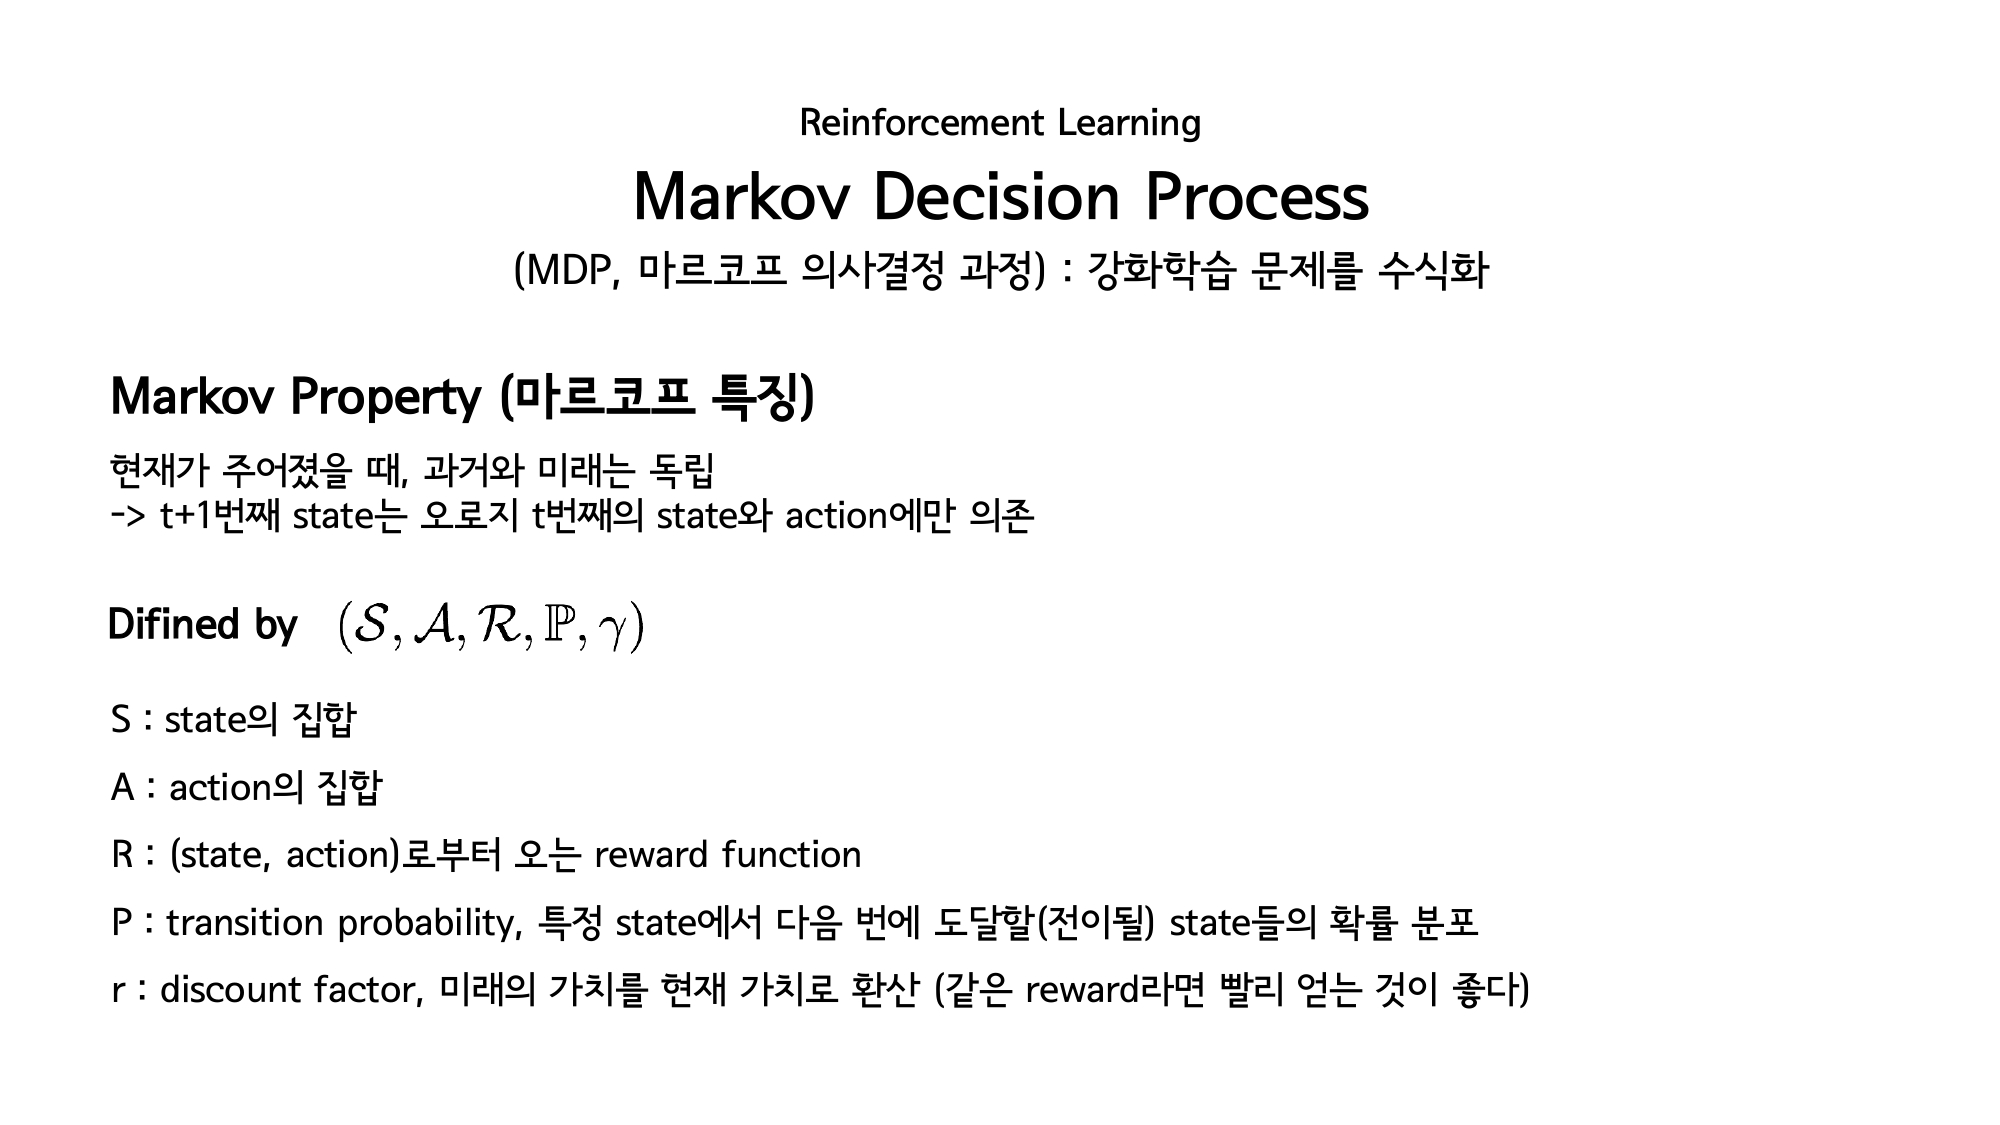 Reinforcement Learning
Markov Decision Process
(MDP, 마르코프 의사결정 과정) : 강화학습 문제를 수식화
Markov Property (마르코프 특징)
현재가 주어졌을 때, 과거와 미래는 독립
-> t+1번째 state는 오로지 t번째의 state와 action에만 의존
Difined by (𝒮, 𝒜, ℛ, ℙ, γ)
S : state의 집합
A : action의 집합
R : (state, action)로부터 오는 reward function
P : transition probability, 특정 state에서 다음 번에 도달할(전이될) state들의 확률 분포
r : discount factor, 미래의 가치를 현재 가치로 환산 (같은 reward라면 빨리 얻는 것이 좋다)